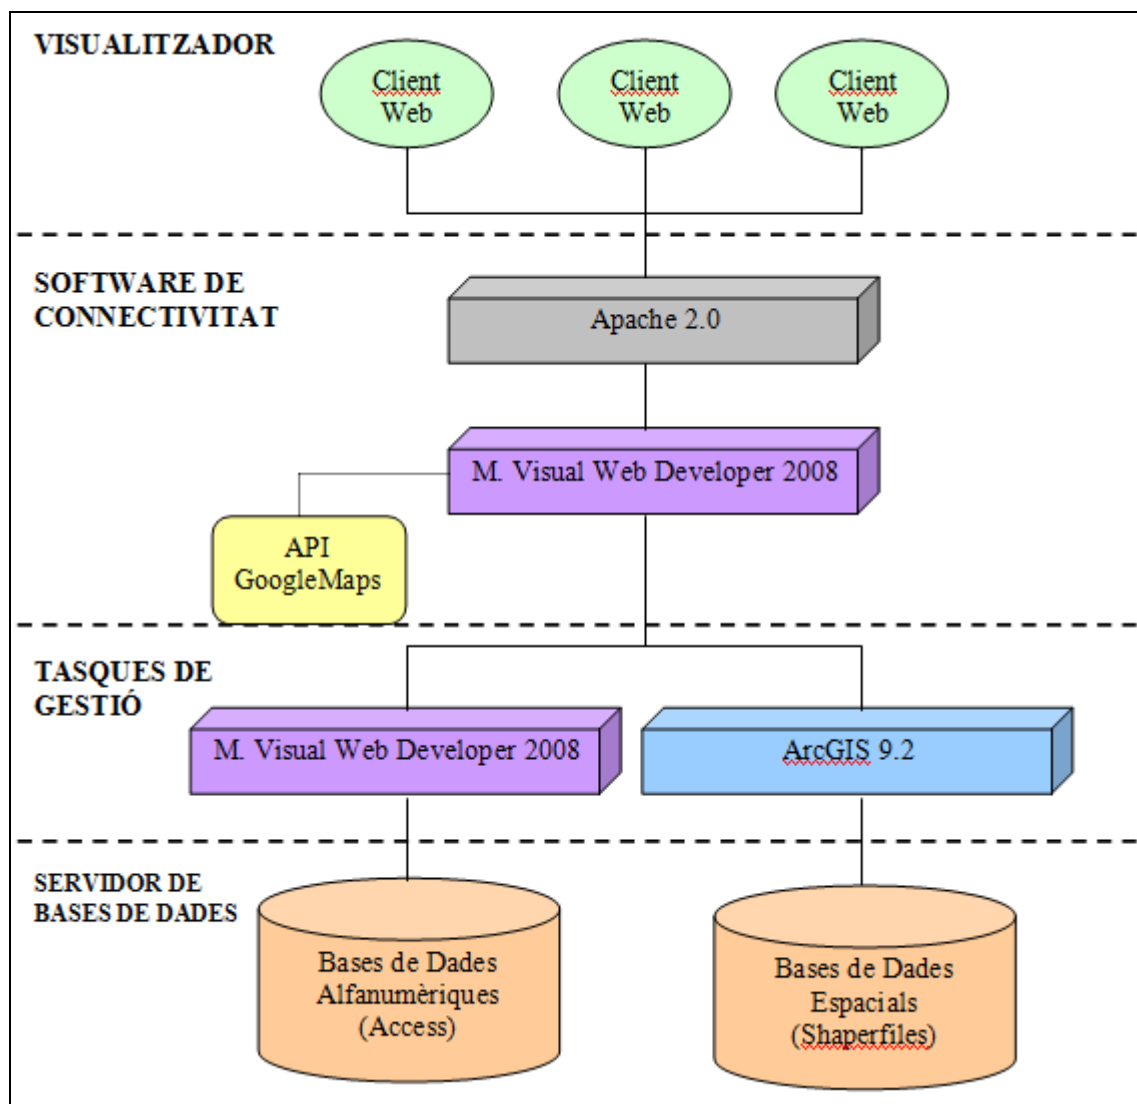 VISUALITZADOR
Client
Web
Client
Web
Client
Web
SOFTWARE DE
CONNECTIVITAT
Apache 2.0
M. Visual Web Developer 2008
API
GoogleMaps
TASQUES DE
GESTIÓ
M. Visual Web Developer 2008
ArcGIS 9.2
SERVIDOR DE
BASES DE DADES
Bases de Dades
Alfanumèriques
(Access)
Bases de Dades
Espacials
(Shaperfiles)